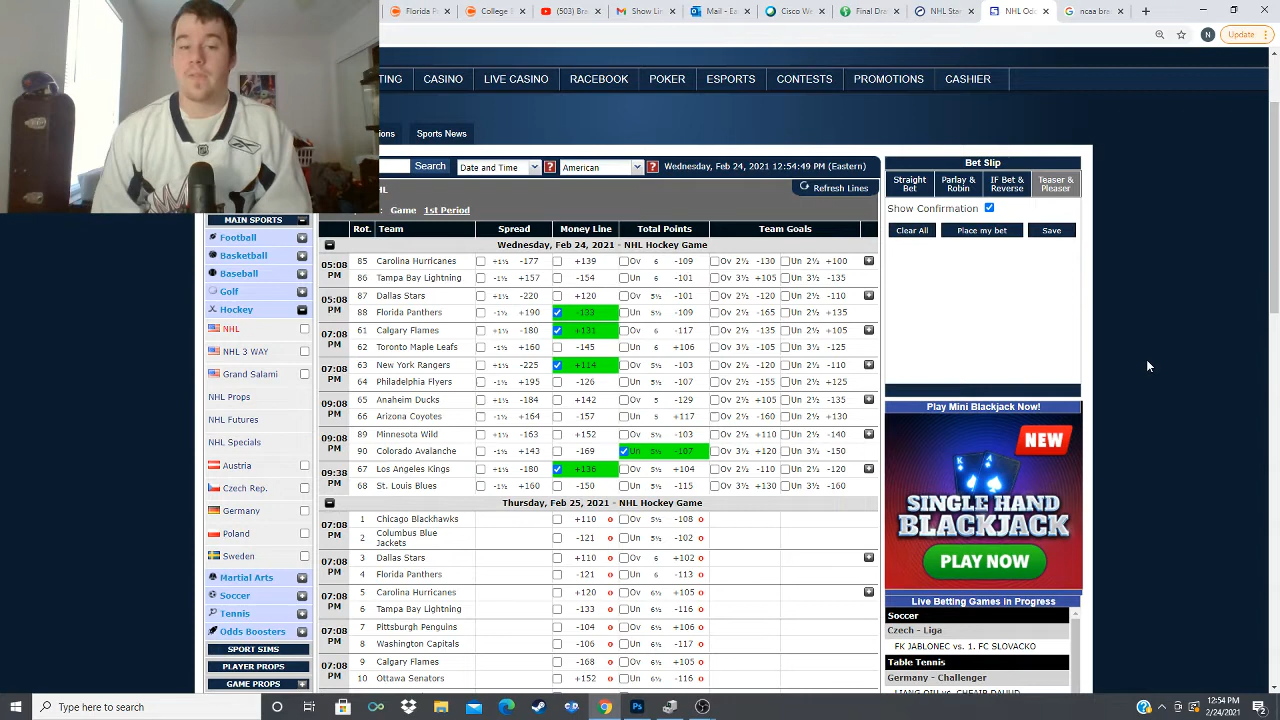 Florida P
College B
(503) Bra
Show Lin
Mail - Ea
Cisco We
Final Dra
NHL Stan
NHL Od
ncaa bra
Update
TING CASINO LIVE CASINO RACEBOOK POKER ESPORTS CONTESTS PROMOTIONS CASHIER
ions Sports News
Search Date and Time ? American ? Wednesday, Feb 24, 2021 12:54:49 PM (Eastern)
HL Refresh Lines
Game 1st Period
Rot. Team Spread Money Line Total Points Team Goals
Wednesday, Feb 24, 2021 - NHL Hockey Game
05:08 PM
85 Carolina Hurricanes +1½ -177 +139 Ov 6 -109 Ov 2½ -130 Un 2½ +100
86 Tampa Bay Lightning -1½ +157 -154 Un 6 -101 Ov 3½ +105 Un 3½ -135
05:08 PM
87 Dallas Stars +1½ -220 +120 Ov 5½ -101 Ov 2½ -120 Un 2½ -110
88 Florida Panthers -1½ +190 -133 Un 5½ -109 Ov 2½ -165 Un 2½ +135
07:08 PM
61 Calgary Flames +1½ -180 +131 Ov 6 -117 Ov 2½ -135 Un 2½ +105
62 Toronto Maple Leafs -1½ +160 -145 Un 6 +106 Ov 3½ -105 Un 3½ -125
07:08 PM
63 New York Rangers +1½ -225 +114 Ov 5½ -103 Ov 2½ -120 Un 2½ -110
64 Philadelphia Flyers -1½ +195 -126 Un 5½ -107 Ov 2½ -155 Un 2½ +125
09:08 PM
65 Anaheim Ducks +1½ -184 +142 Ov 5 -129 Ov 2½ +105 Un 2½ -135
66 Arizona Coyotes -1½ +164 -157 Un 5 +117 Ov 2½ -160 Un 2½ +130
09:08 PM
89 Minnesota Wild +1½ -163 +152 Ov 5½ -103 Ov 2½ +110 Un 2½ -140
90 Colorado Avalanche -1½ +143 -169 Un 5½ -107 Ov 3½ +120 Un 3½ -150
09:38 PM
67 Los Angeles Kings +1½ -180 +136 Ov 5½ +104 Ov 2½ -110 Un 2½ -120
68 St. Louis Blues -1½ +160 -150 Un 5½ -115 Ov 3½ +130 Un 3½ -160
Thursday, Feb 25, 2021 - NHL Hockey Game
07:08 PM
1 Chicago Blackhawks +110 o Ov 5½ -108 o
2 Columbus Blue Jackets -121 o Un 5½ -102 o
07:08 PM
3 Dallas Stars +110 o Ov 6 +102 o
4 Florida Panthers -121 o Un 6 -113 o
07:08 PM
5 Carolina Hurricanes +120 o Ov 6½ +105 o
6 Tampa Bay Lightning -133 o Un 6½ -116 o
07:08 PM
7 Pittsburgh Penguins -104 o Ov 6½ +106 o
8 Washington Capitals -106 o Un 6½ -117 o
07:08 PM
9 Calgary Flames -168 o Ov 6½ +105 o
10 Ottawa Senators +152 o Un 6½ -116 o
MAIN SPORTS
Football
Basketball
Baseball
Golf
Hockey
NHL
NHL 3 WAY
Grand Salami
NHL Props
NHL Futures
NHL Specials
Austria
Czech Rep.
Germany
Poland
Sweden
Martial Arts
Soccer
Tennis
Odds Boosters
SPORT SIMS
PLAYER PROPS
GAME PROPS
Bet Slip
Straight Bet
Parlay & Robin
IF Bet & Reverse
Teaser & Pleaser
Show Confirmation
Clear All Place my bet Save
Play Mini Blackjack Now!
NEW
SINGLE HAND
BLACKJACK
PLAY NOW
Live Betting Games in Progress
Soccer
Czech - Liga
FK JABLONEC vs. 1. FC SLOVACKO
Table Tennis
Germany - Challenger
Type here to search
12:54 PM
2/24/2021